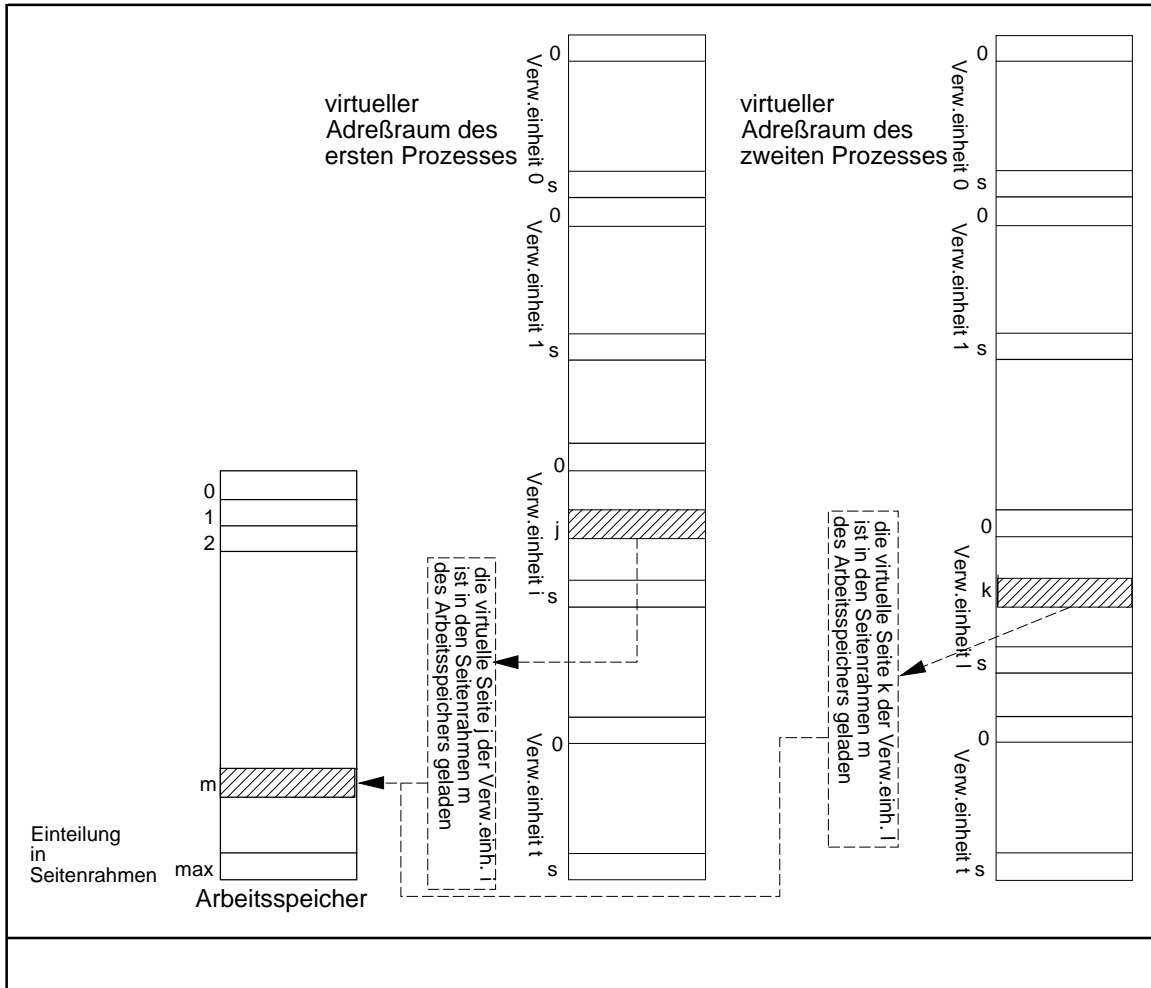 virtueller
Adreßraum des
ersten Prozesses
0
Verw.einheit 0
s
0
Verw.einheit 1
s
0
Verw.einheit i
j
s
0
Verw.einheit t
s
virtueller
Adreßraum des
zweiten Prozesses
0
Verw.einheit 0
s
0
Verw.einheit 1
s
0
Verw.einheit l
k
s
0
Verw.einheit t
s
die virtuelle Seite j der Verw.einh. i
ist in den Seitenrahmen m
des Arbeitsspeichers geladen
die virtuelle Seite k der Verw.einh. l
ist in den Seitenrahmen m
des Arbeitsspeichers geladen
0
1
2
m
max
Einteilung
in
Seitenrahmen
Arbeitsspeicher